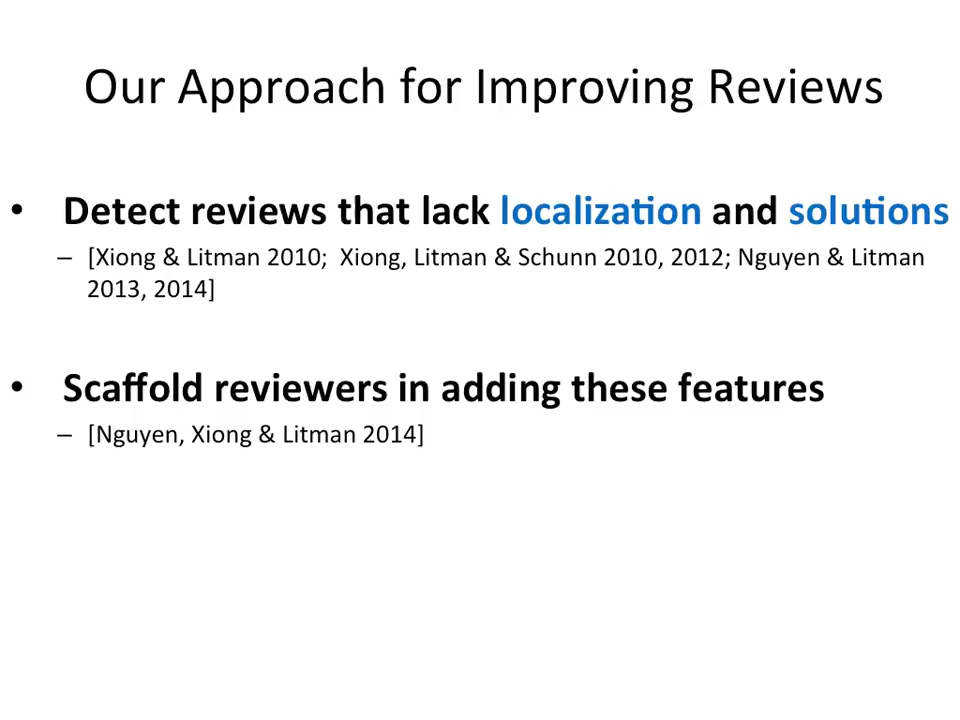 Our Approach for Improving Reviews
• Detect reviews that lack localization and solutions
– [Xiong & Litman 2010;  Xiong, Litman & Schunn 2010, 2012; Nguyen & Litman
2013, 2014]
• Scaffold reviewers in adding these features
– [Nguyen, Xiong & Litman 2014]